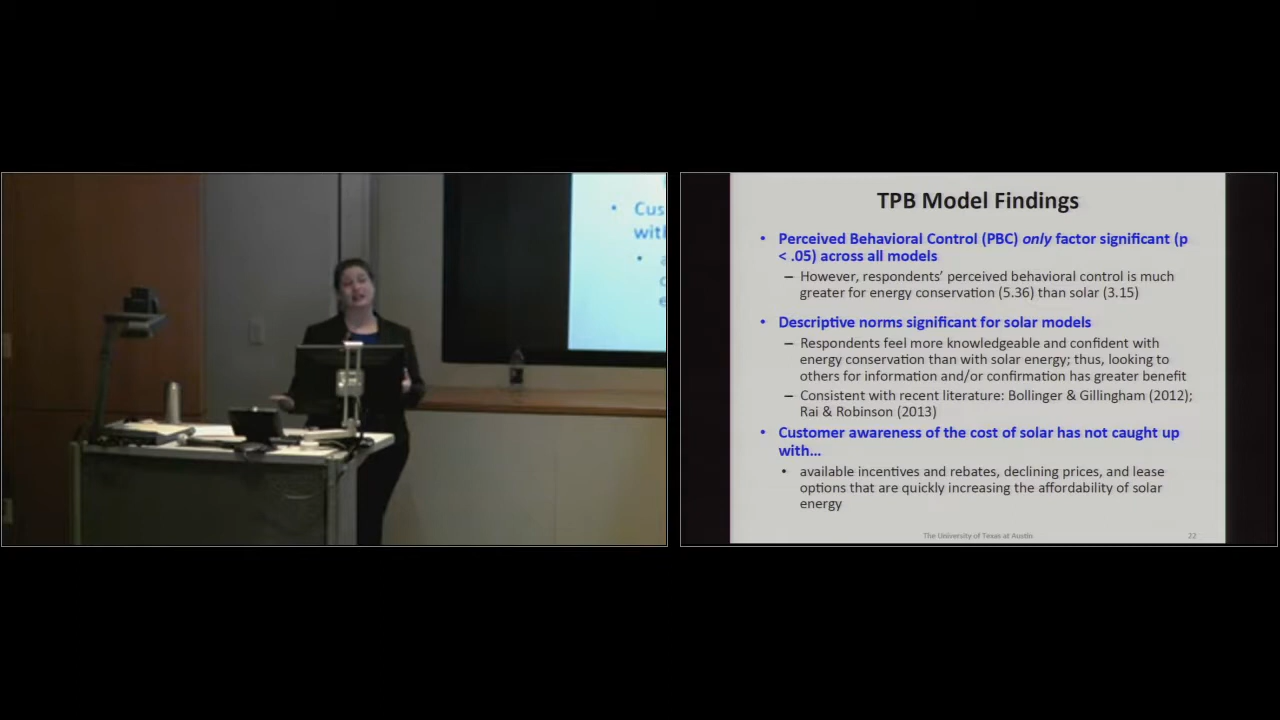 Cus
with
TPB Model Findings
• Perceived Behavioral Control (PBC) only factor significant (p
< .05) across all models
– However, respondents’ perceived behavioral control is much
greater for energy conservation (5.36) than solar (3.15)
• Descriptive norms significant for solar models
– Respondents feel more knowledgeable and confident with
energy conservation than with solar energy; thus, looking to
others for information and/or confirmation has greater benefit
– Consistent with recent literature: Bollinger & Gillingham (2012);
Rai & Robinson (2013)
• Customer awareness of the cost of solar has not caught up
with…
• available incentives and rebates, declining prices, and lease
options that are quickly increasing the affordability of solar
energy
The University of Texas at Austin
22